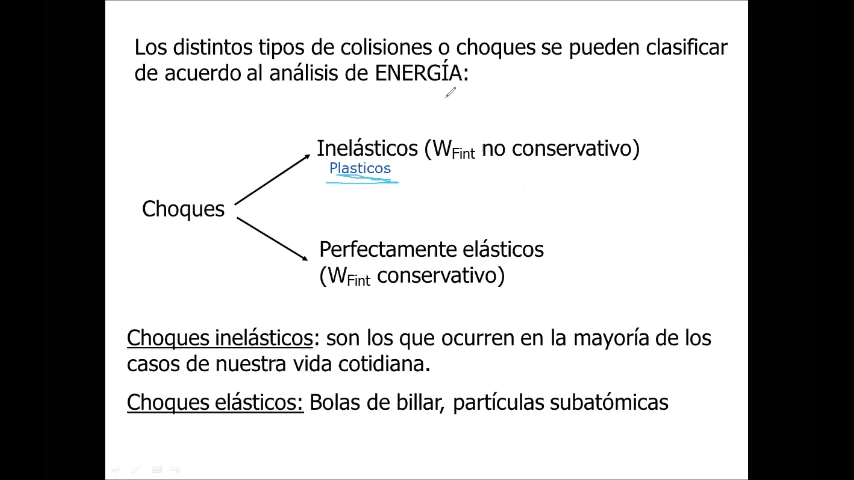 Los distintos tipos de colisiones o choques se pueden clasificar
de acuerdo al análisis de ENERGÍA:
Inelásticos (WFint no conservativo)
Plasticos
Choques
Perfectamente elásticos
(WFint conservativo)
Choques inelásticos: son los que ocurren en la mayoría de los
casos de nuestra vida cotidiana.
Choques elásticos: Bolas de billar, partículas subatómicas